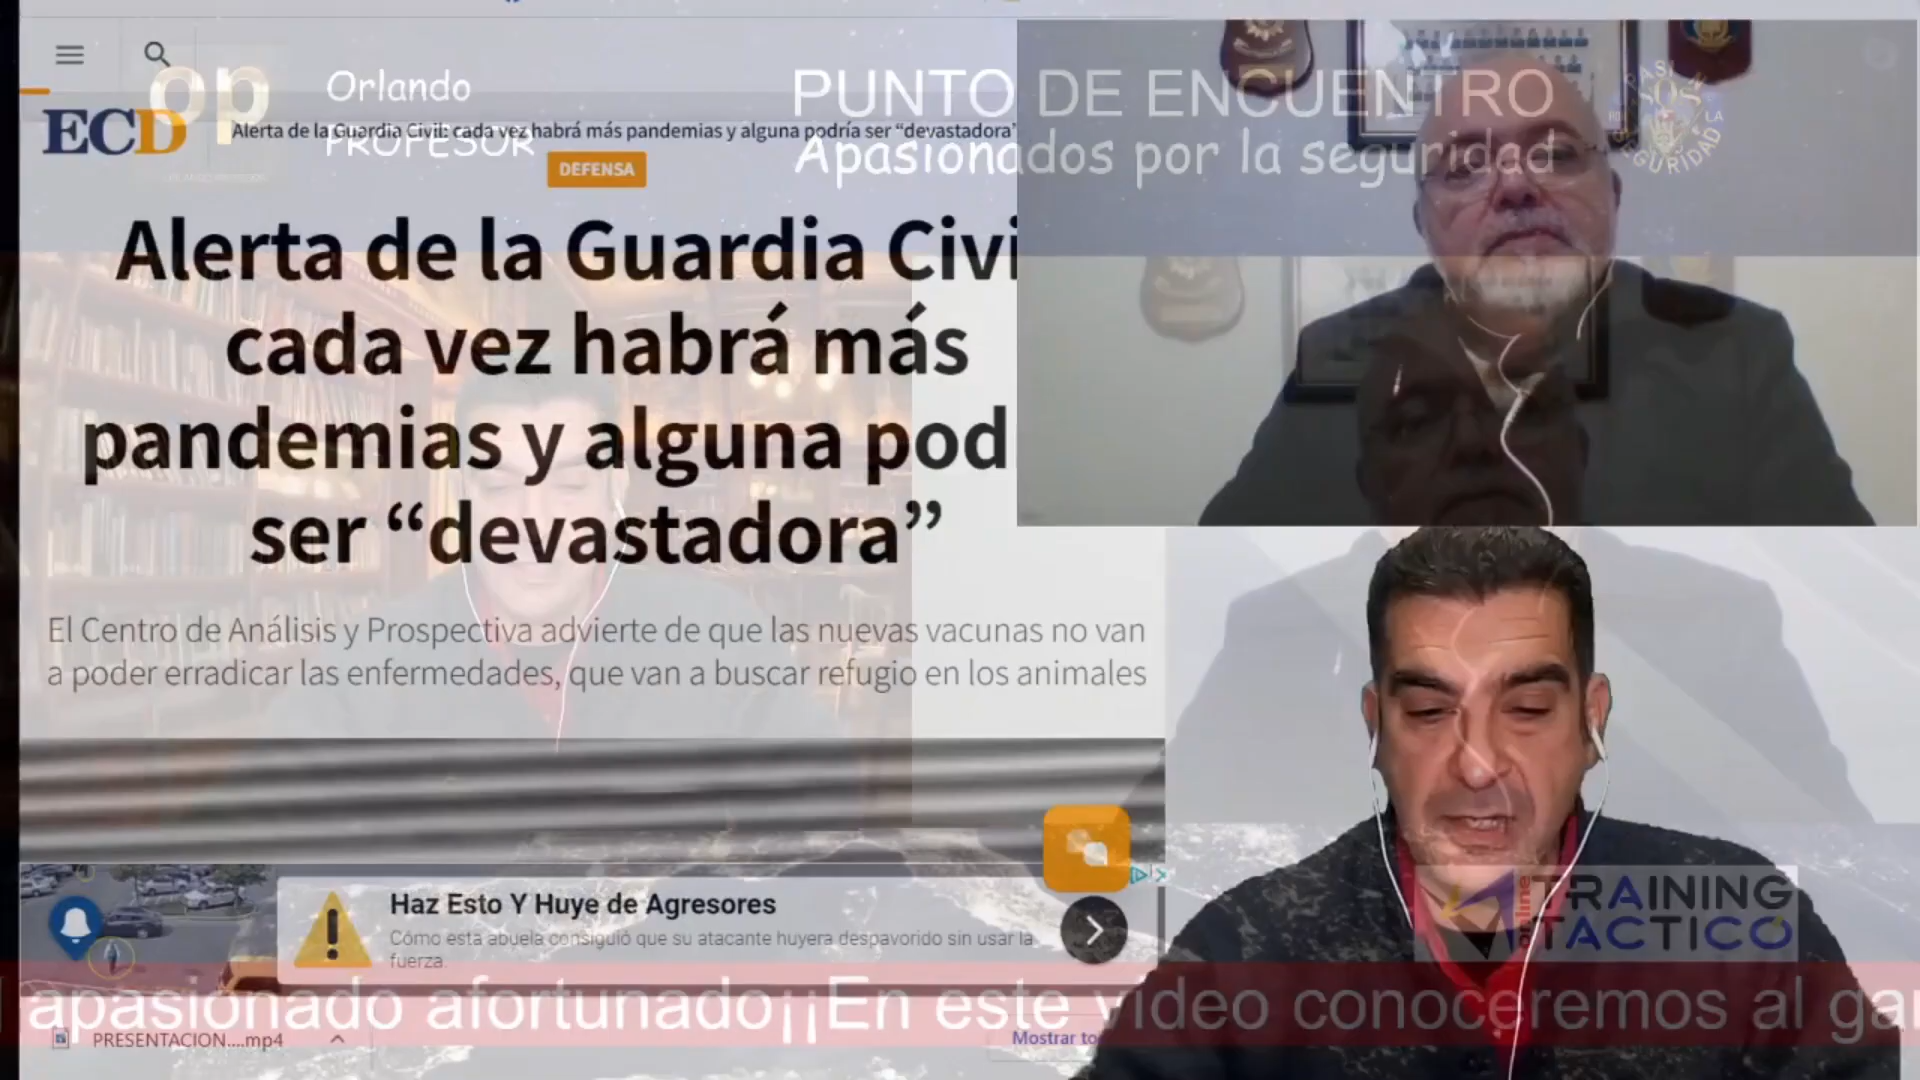 op
Orlando
PROFESOR
PUNTO DE ENCUENTRO
Apasionados por la seguridad
ECD
Alerta de la Guardia Civil: cada vez habrá más pandemias y alguna podría ser “devastadora”
DEFENSA
Alerta de la Guardia Civi
cada vez habrá más
pandemias y alguna pod
ser “devastadora”
El Centro de Análisis y Prospectiva advierte de que las nuevas vacunas no van
a poder erradicar las enfermedades, que van a buscar refugio en los animales
Haz Esto Y Huye de Agresores
Cómo esta abuela consiguió que su atacante huyera despavorido sin usar la
fuerza.
online TRAINING
TACTICO
apasionado afortunado¡¡En este vídeo conoceremos al ga
PRESENTACION....mp4
Mostrar to